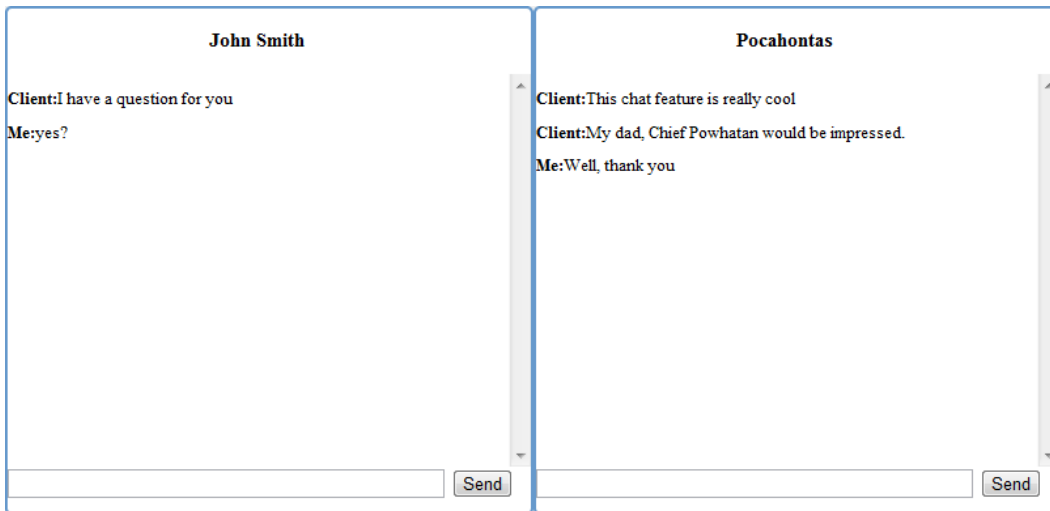 John Smith
Client:I have a question for you
Me:yes?
Send
Pocahontas
Client:This chat feature is really cool
Client:My dad, Chief Powhatan would be impressed.
Me:Well, thank you
Send